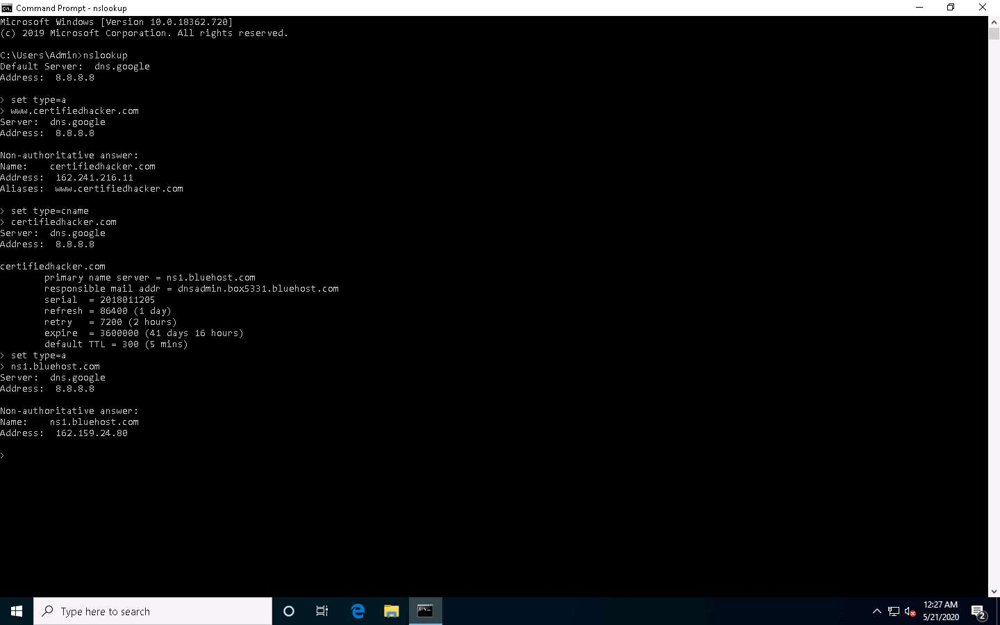 Command Prompt - nslookup
Microsoft Windows [Version 10.0.18362.720]
(c) 2019 Microsoft Corporation. All rights reserved.
C:\Users\Admin>nslookup
Default Server:  dns.google
Address:  8.8.8.8
> set type=a
> www.certifiedhacker.com
Server:  dns.google
Address:  8.8.8.8
Non-authoritative answer:
Name:    certifiedhacker.com
Address:  162.241.216.11
Aliases:  www.certifiedhacker.com
> set type=cname
> certifiedhacker.com
Server:  dns.google
Address:  8.8.8.8
certifiedhacker.com
        primary name server = ns1.bluehost.com
        responsible mail addr = dnsadmin.box5331.bluehost.com
        serial  = 2018011205
        refresh = 86400 (1 day)
        retry   = 7200 (2 hours)
        expire  = 3600000 (41 days 16 hours)
        default TTL = 300 (5 mins)
> set type=a
> ns1.bluehost.com
Server:  dns.google
Address:  8.8.8.8
Non-authoritative answer:
Name:    ns1.bluehost.com
Address:  162.159.24.80
>
Type here to search
12:27 AM
5/21/2020
2